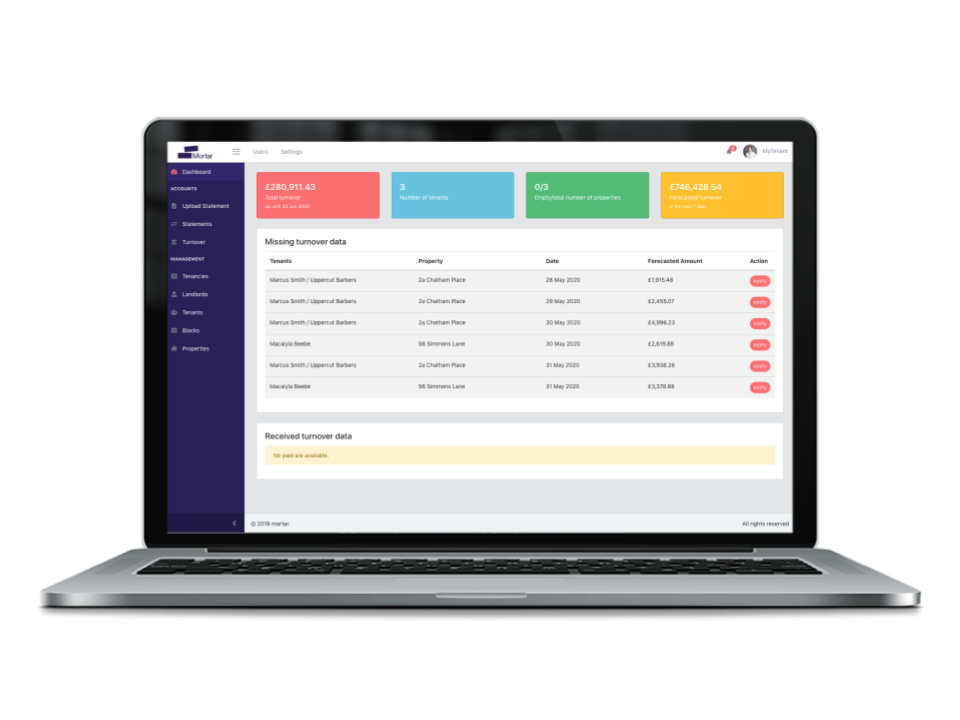 Mortar
Users Settings
2
MyTenant
Dashboard
ACCOUNTS
Upload Statement
Statements
Turnover
MANAGEMENT
Tenancies
Landlords
Tenants
Blocks
Properties
£280,911.43
Total turnover
up until 23 Jun 2020
3
Number of tenants
0/3
Empty/total number of properties
£746,428.54
Forecasted turnover
in the next 7 days
Missing turnover data
Tenants Property Date Forecasted Amount Action
Marcus Smith / Uppercut Barbers 2a Chatham Place 28 May 2020 £1,915.48 notify
Marcus Smith / Uppercut Barbers 2a Chatham Place 29 May 2020 £2,455.07 notify
Marcus Smith / Uppercut Barbers 2a Chatham Place 30 May 2020 £4,996.23 notify
Macaiyla Beebe 56 Simmons Lane 30 May 2020 £2,619.88 notify
Marcus Smith / Uppercut Barbers 2a Chatham Place 31 May 2020 £3,938.26 notify
Macaiyla Beebe 56 Simmons Lane 31 May 2020 £3,378.88 notify
Received turnover data
No paid are available.
© 2019 mortar. All rights reserved